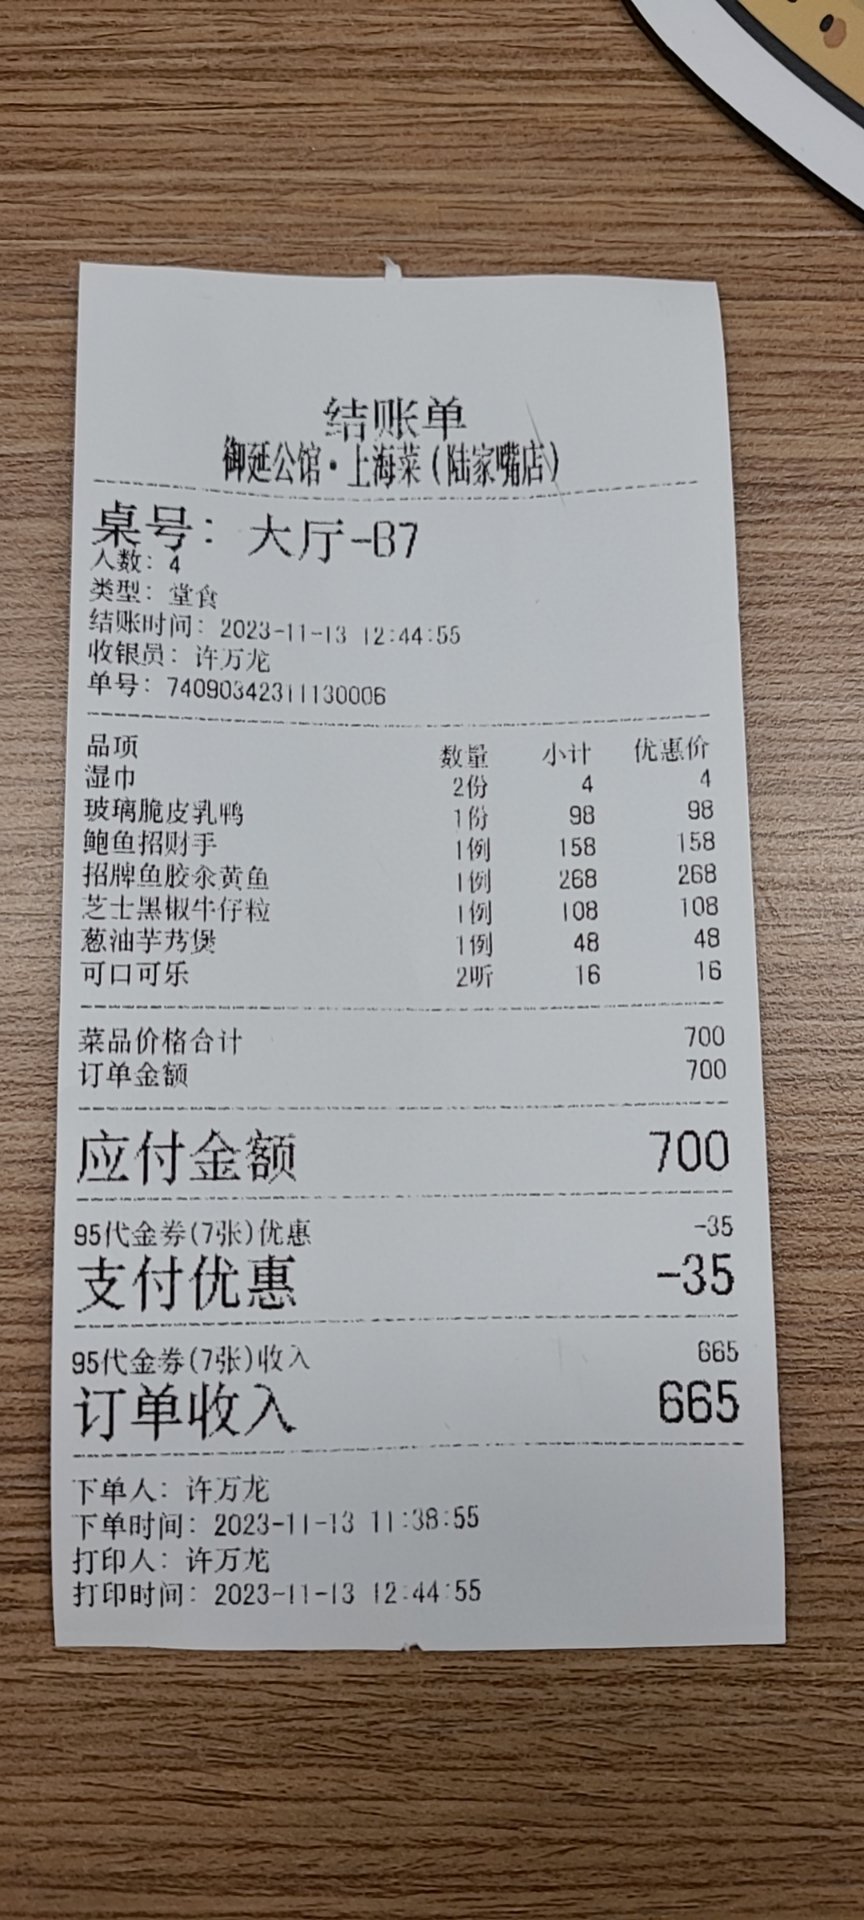 结账单
御延公馆·上海菜(陆家嘴店)
桌号: 大厅-B7
人数: 4
类型: 堂食
结账时间: 2023-11-13 12:44:55
收银员: 许万龙
单号: 74090342311130006
品项 数量 小计 优惠价
湿巾 2份 4 4
玻璃脆皮乳鸭 1份 98 98
鲍鱼招财手 1例 158 158
招牌鱼胶汆黄鱼 1例 268 268
芝士黑椒牛仔粒 1例 108 108
葱油芋艿煲 1例 48 48
可口可乐 2听 16 16
菜品价格合计 700
订单金额 700
应付金额 700
95代金券(7张)优惠 -35
支付优惠 -35
95代金券(7张)收入 665
订单收入 665
下单人: 许万龙
下单时间: 2023-11-13 11:38:55
打印人: 许万龙
打印时间: 2023-11-13 12:44:55